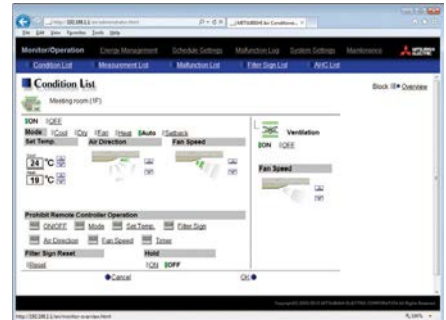 Monitor/Operation Energy Management Schedule Settings Malfunction Log System Settings Maintenance
Condition List Measurement List Malfunction List Filter Sign List AHC List
Condition List
Block Overview
Meeting room (1F)
ON OFF
Mode Cool Dry Fan Heat Auto Setback
Set Temp. Air Direction Fan Speed
24 °C
19 °C
Ventilation
ON OFF
Fan Speed
Prohibit Remote Controller Operation
ON/OFF Mode Set Temp. Filter Sign
Air Direction Fan Speed Timer
Filter Sign Reset Hold
Reset ON OFF
Cancel OK